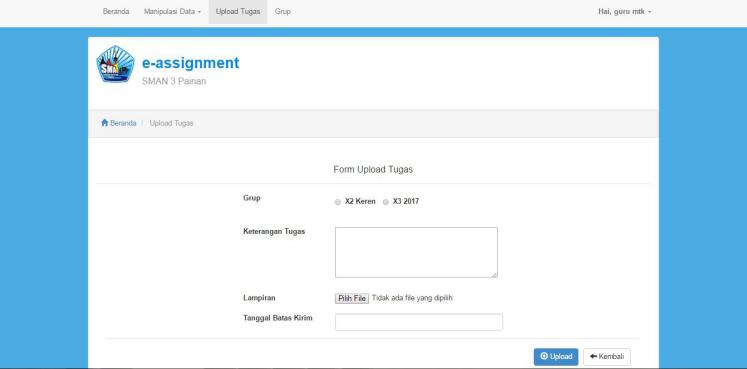 Beranda Manipulasi Data Upload Tugas Grup Hai, guru mtk
SMA
e-assignment
SMAN 3 Painan
Beranda / Upload Tugas
Form Upload Tugas
Grup X2 Keren X3 2017
Keterangan Tugas
Lampiran Pilih File Tidak ada file yang dipilih
Tanggal Batas Kirim
Upload Kembali